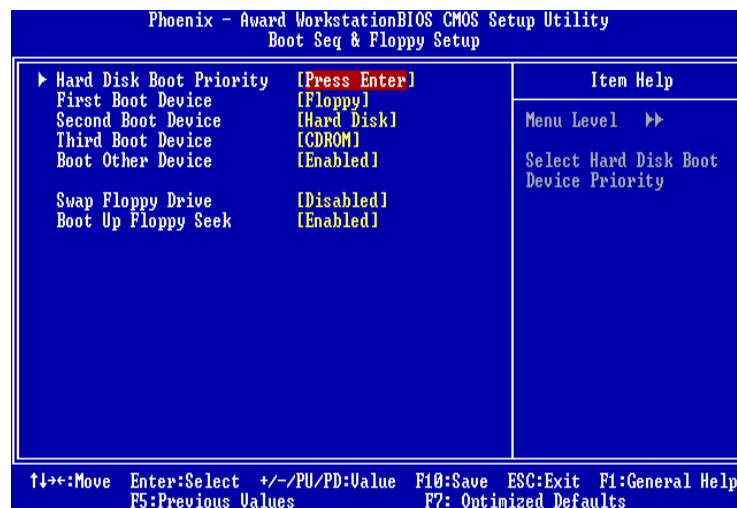 Phoenix - Award WorkstationBIOS CMOS Setup Utility
Boot Seq & Floppy Setup
Hard Disk Boot Priority [Press Enter]
First Boot Device [Floppy]
Second Boot Device [Hard Disk]
Third Boot Device [CDROM]
Boot Other Device [Enabled]
Swap Floppy Drive [Disabled]
Boot Up Floppy Seek [Enabled]
Item Help
Menu Level ▸▸
Select Hard Disk Boot
Device Priority
↑↓→←:Move Enter:Select +/-/PU/PD:Value F10:Save ESC:Exit F1:General Help
F5:Previous Values F7: Optimized Defaults